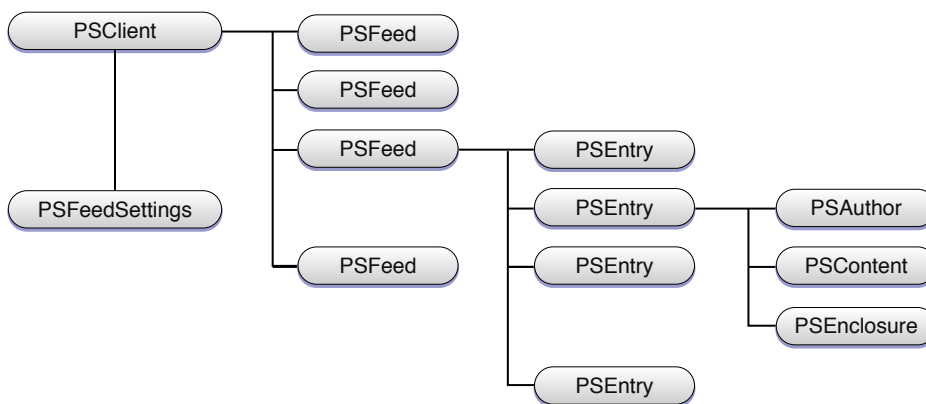 PSClient
PSFeed
PSFeed
PSFeed
PSEntry
PSFeedSettings
PSEntry
PSAuthor
PSFeed
PSEntry
PSContent
PSEnclosure
PSEntry